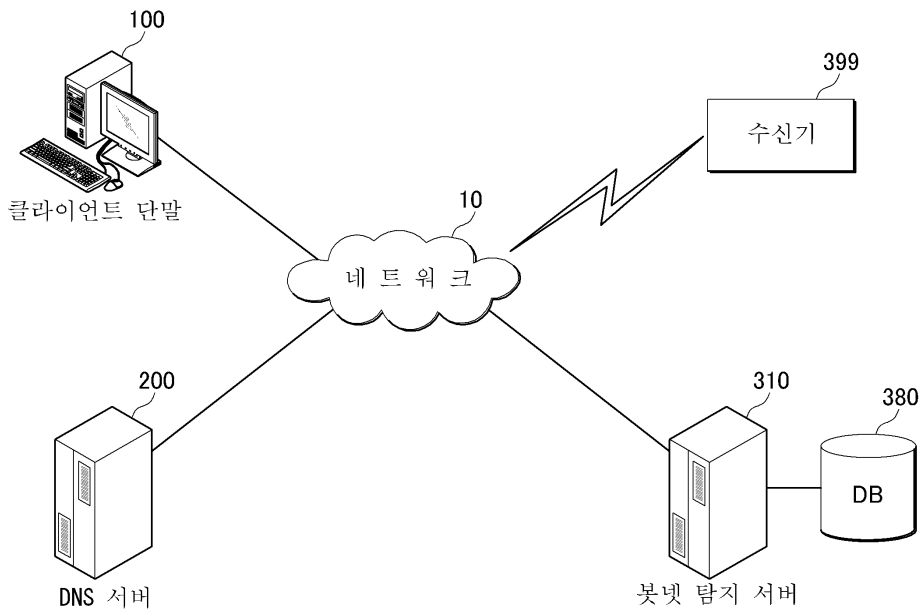 100
클라이언트 단말
399
수신기
10
네 트 워 크
200
DNS 서버
310
봇넷 탐지 서버
380
DB